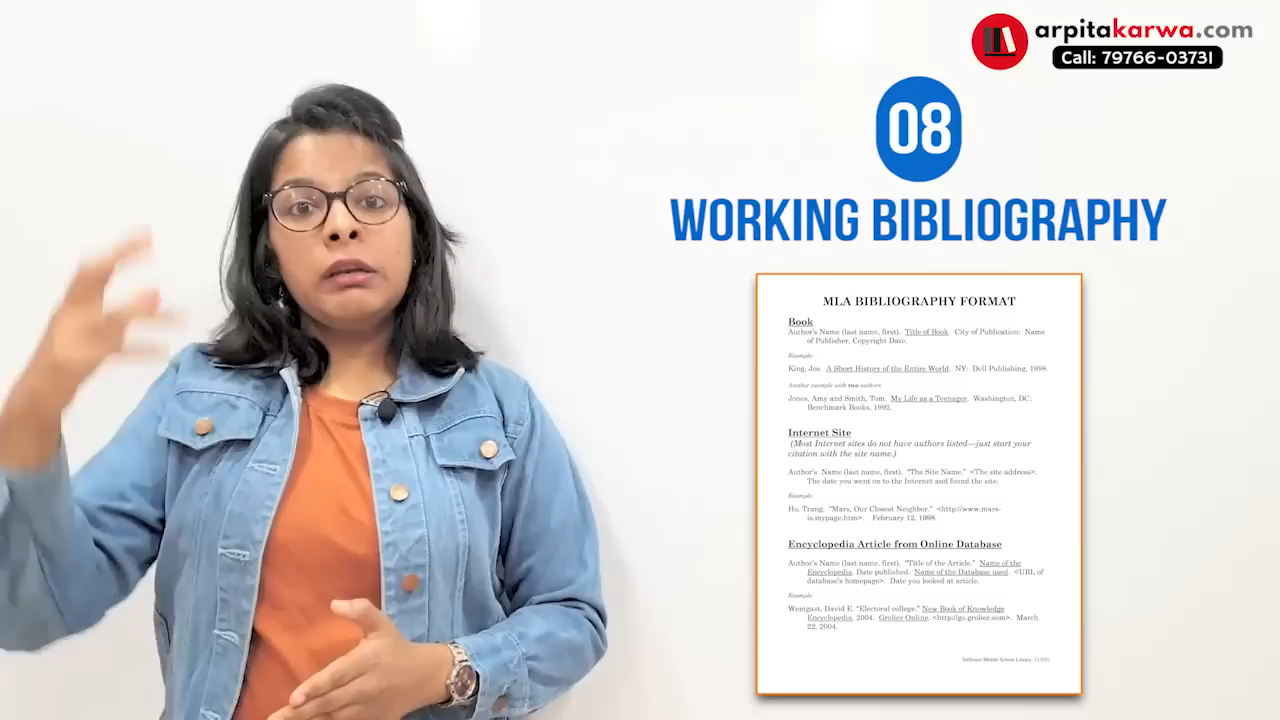 arpitakarwa.com
Call: 79766-03731
08
WORKING BIBLIOGRAPHY
MLA BIBLIOGRAPHY FORMAT
Book
Author's Name (last name, first). Title of Book. City of Publication: Name
of Publisher, Copyright Date.
Example:
King, Joe. A Short History of the Entire World. NY: Dell Publishing, 1998.
Another example with two authors:
Jones, Amy and Smith, Tom. My Life as a Teenager. Washington, DC:
Benchmark Books, 1992.
Internet Site
(Most Internet sites do not have authors listed—just start your
citation with the site name.)
Author's Name (last name, first). "The Site Name." <The site address>.
The date you went on to the Internet and found the site.
Example:
Ho, Trang. "Mars, Our Closest Neighbor." <http://www.mars-
is.mypage.htm>. February 12, 1998.
Encyclopedia Article from Online Database
Author's Name (last name, first). "Title of the Article." Name of the
Encyclopedia. Date published. Name of the Database used. <URL of
database's homepage>. Date you looked at article.
Example:
Weingast, David E. "Electoral college." New Book of Knowledge
Encyclopedia, 2004. Grolier Online. <http://go.grolier.com>. March
22, 2004.
Jefferson Middle School Library